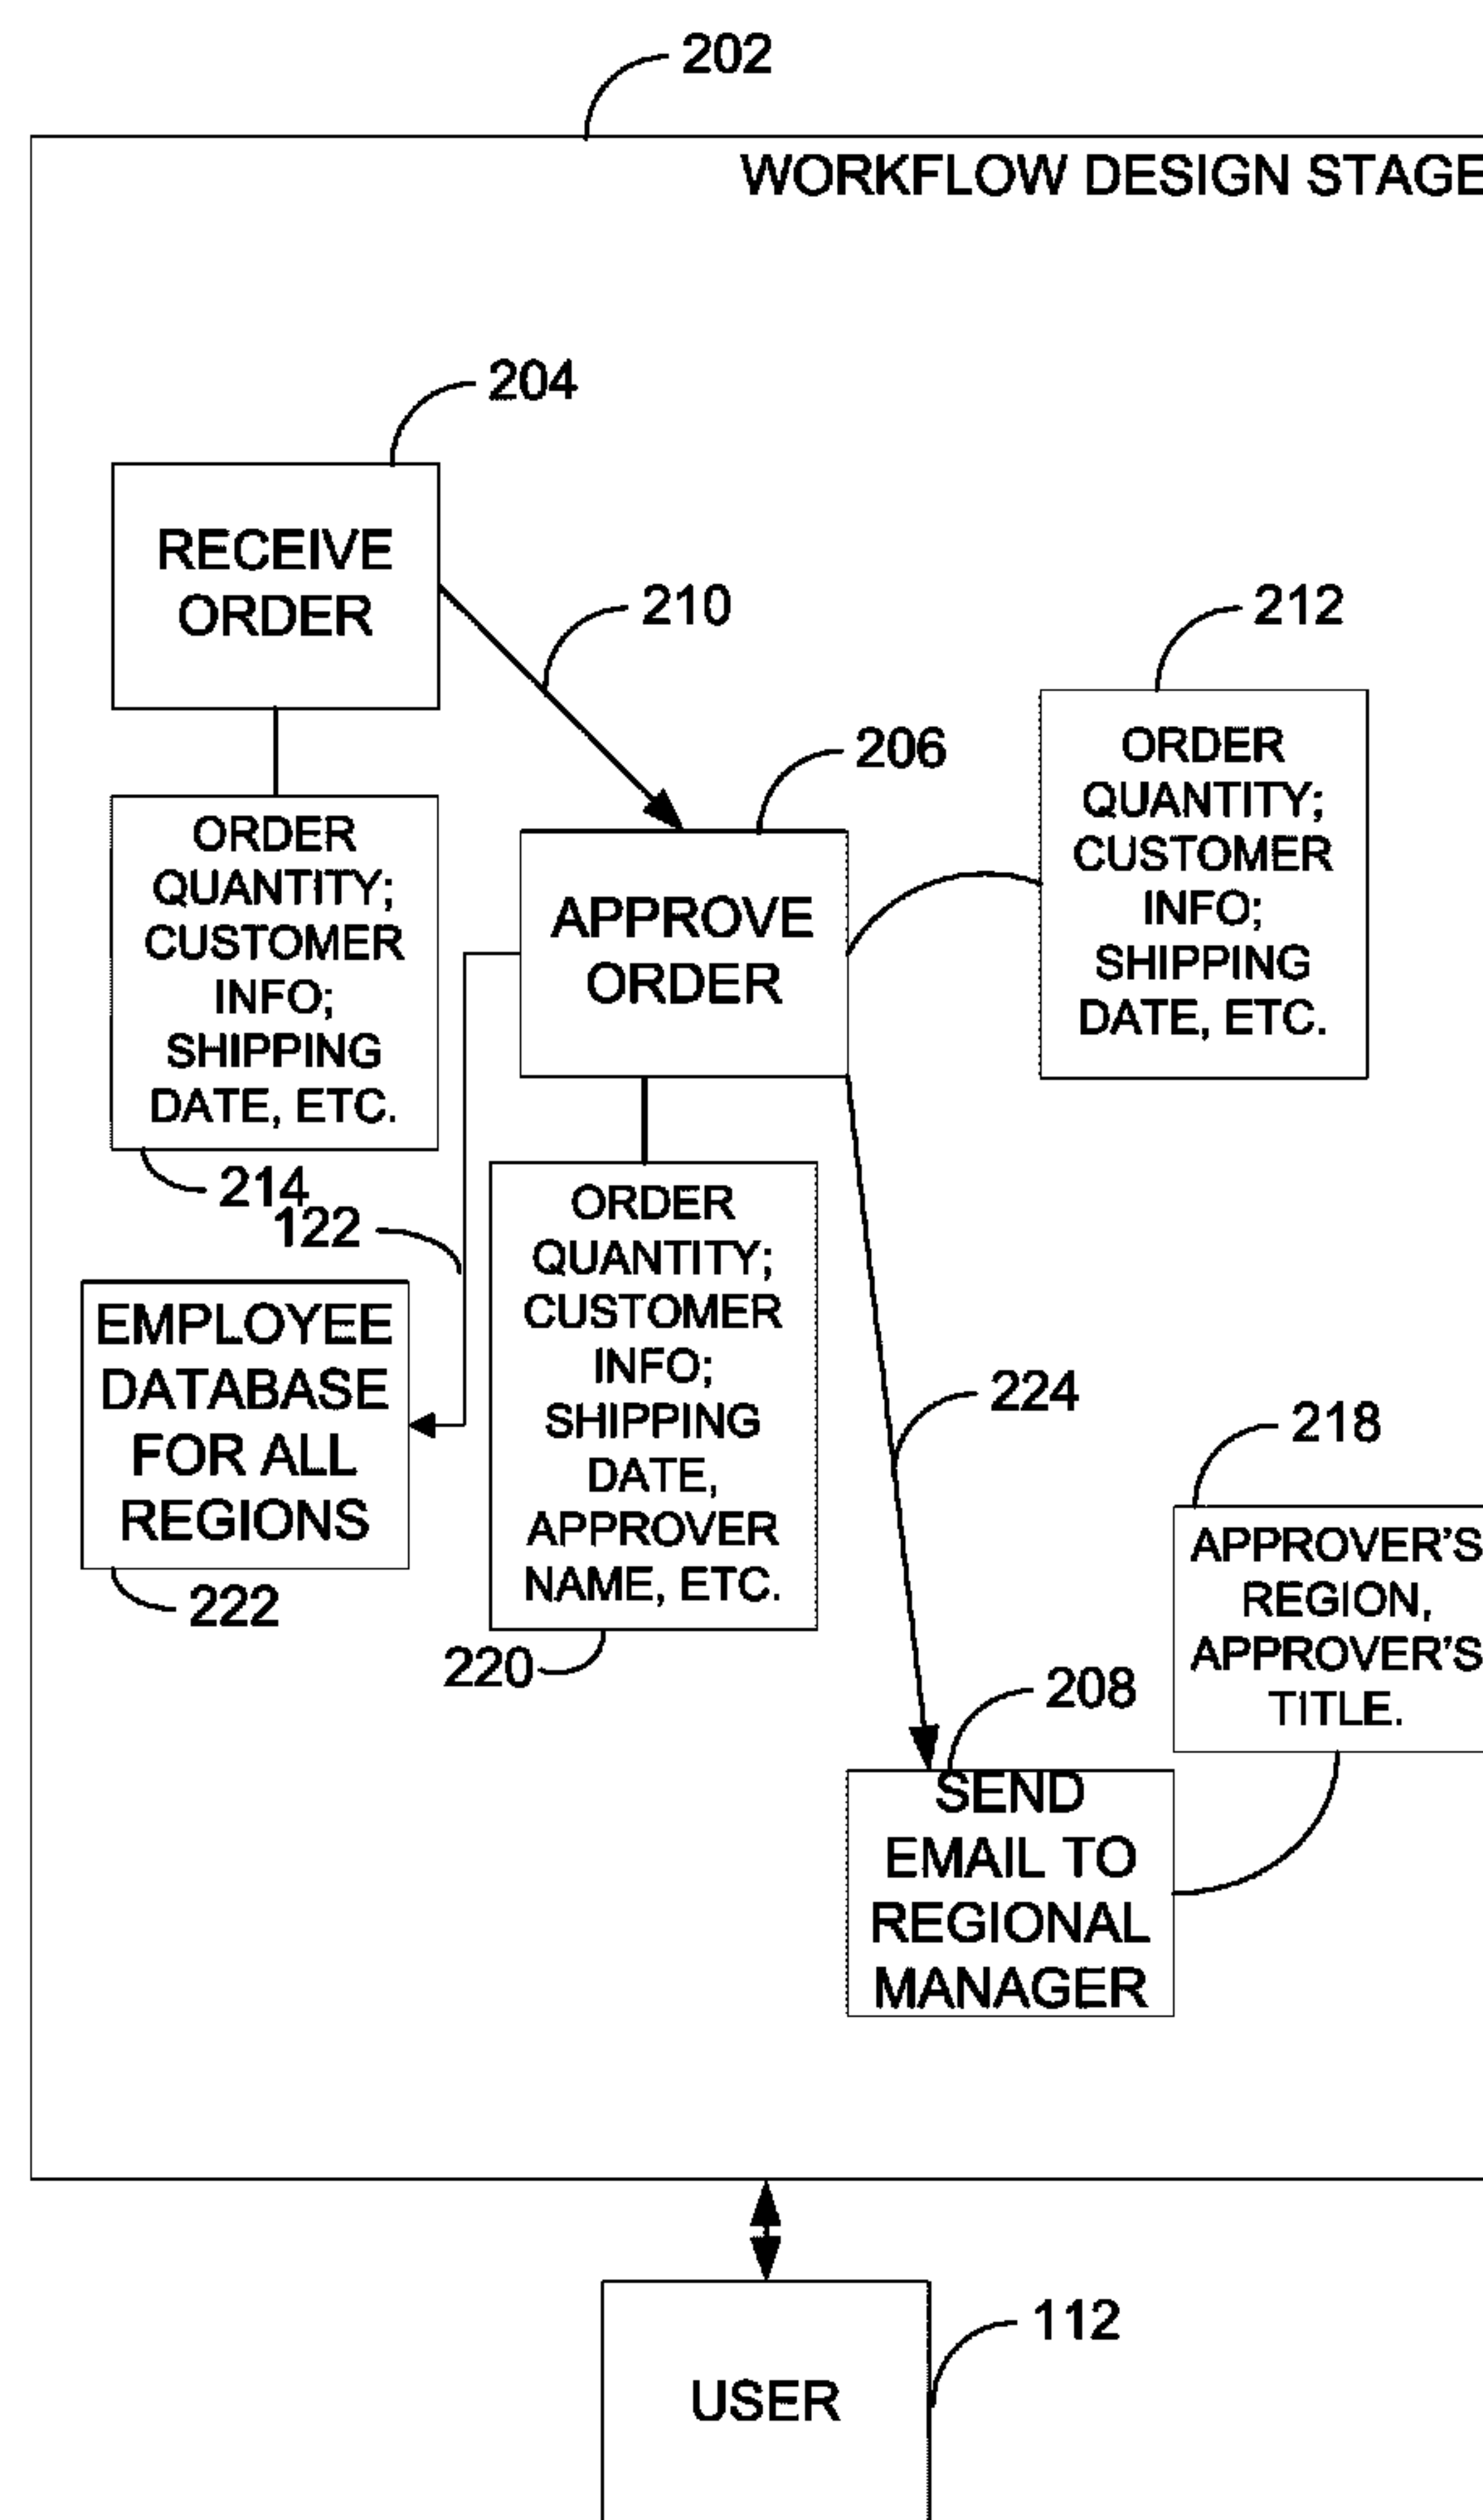 202
WORKFLOW DESIGN STAGE
204
RECEIVE
ORDER
210
212
206
ORDER
QUANTITY;
CUSTOMER
INFO;
SHIPPING
DATE, ETC.
ORDER
QUANTITY;
CUSTOMER
INFO;
SHIPPING
DATE, ETC.
214
APPROVE
ORDER
122
EMPLOYEE
DATABASE
FOR ALL
REGIONS
222
ORDER
QUANTITY;
CUSTOMER
INFO;
SHIPPING
DATE,
APPROVER
NAME, ETC.
220
224
218
APPROVER'S
REGION,
APPROVER'S
TITLE.
208
SEND
EMAIL TO
REGIONAL
MANAGER
112
USER